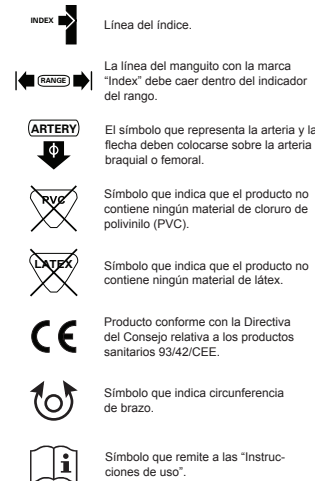 INDEX
Línea del índice.
RANGE
La línea del manguito con la marca
“Index” debe caer dentro del indicador
del rango.
ARTERY
El símbolo que representa la arteria y la
flecha deben colocarse sobre la arteria
braquial o femoral.
PVC
Símbolo que indica que el producto no
contiene ningún material de cloruro de
polivinilo (PVC).
LATEX
Símbolo que indica que el producto no
contiene ningún material de látex.
CE
Producto conforme con la Directiva
del Consejo relativa a los productos
sanitarios 93/42/CEE.
Símbolo que indica circunferencia
de brazo.
i
Símbolo que remite a las “Instruc-
ciones de uso”.